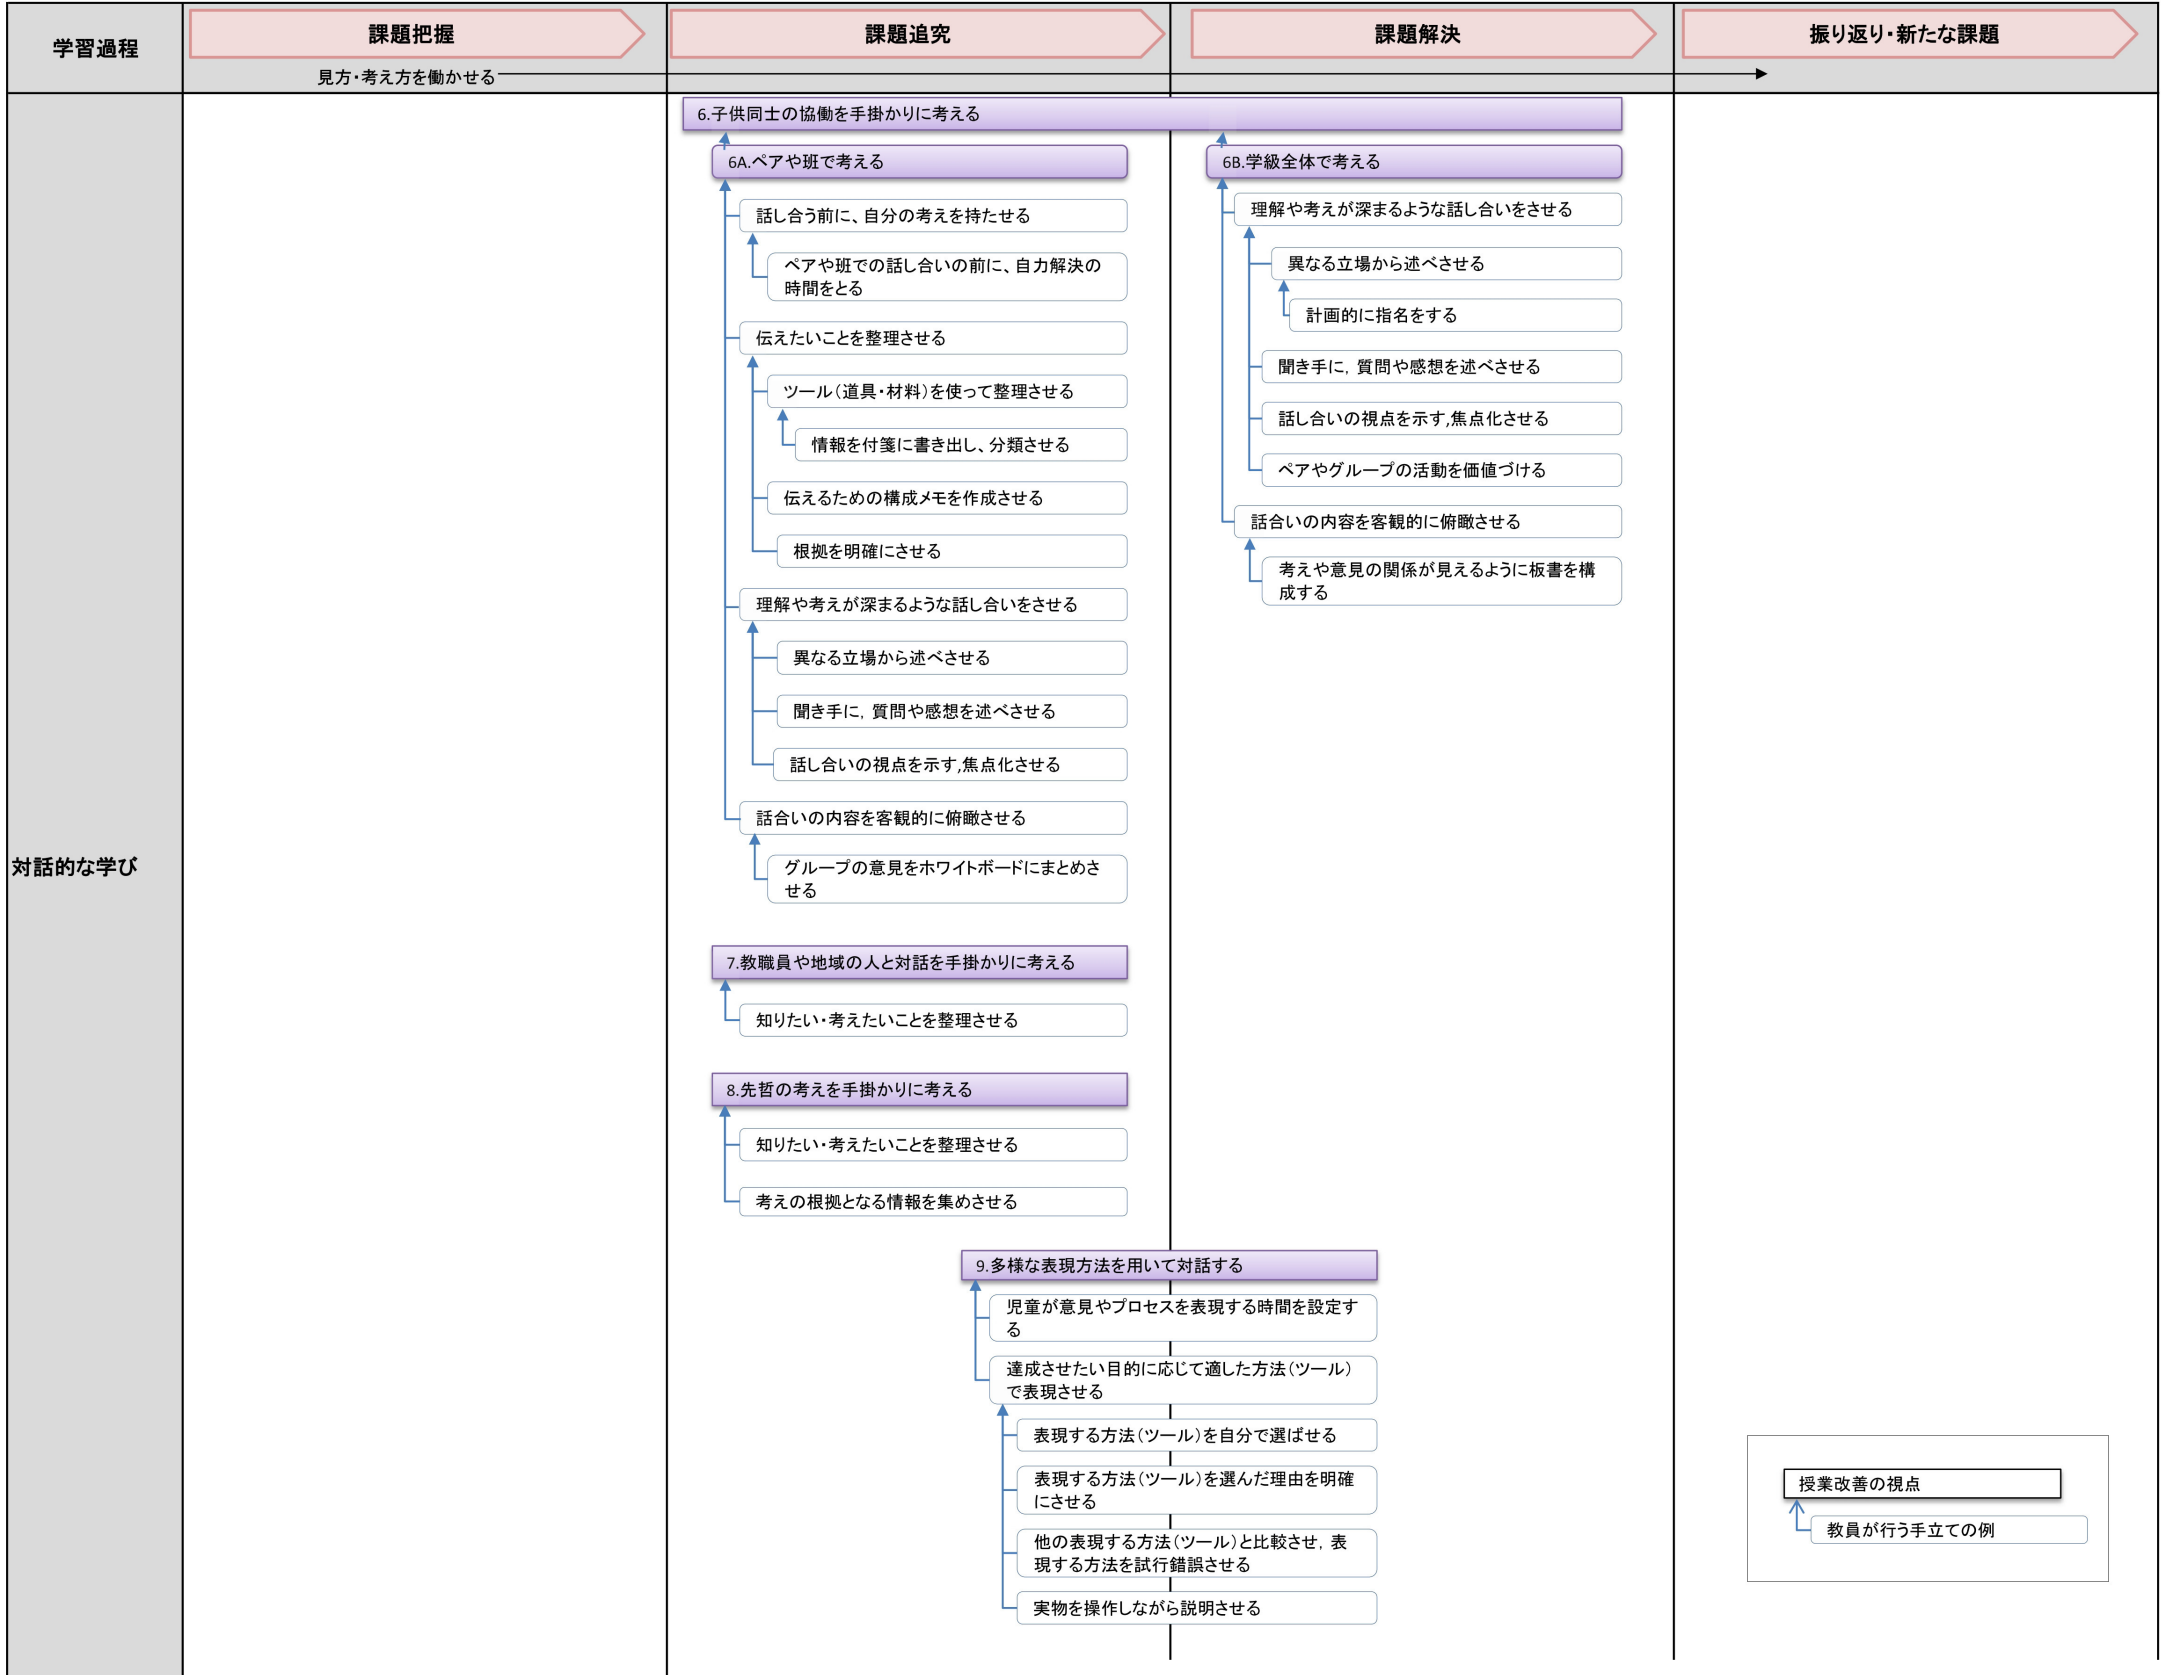 学習過程
課題把握
課題追究
課題解決
振り返り・新たな課題
見方・考え方を働かせる
対話的な学び
6.子供同士の協働を手掛かりに考える
6A.ペアや班で考える
話し合う前に、自分の考えを持たせる
ペアや班での話し合いの前に、自力解決の
時間をとる
伝えたいことを整理させる
ツール（道具・材料）を使って整理させる
情報を付箋に書き出し、分類させる
伝えるための構成メモを作成させる
根拠を明確にさせる
理解や考えが深まるような話し合いをさせる
異なる立場から述べさせる
聞き手に，質問や感想を述べさせる
話し合いの視点を示す,焦点化させる
話合いの内容を客観的に俯瞰させる
グループの意見をホワイトボードにまとめさ
せる
6B.学級全体で考える
理解や考えが深まるような話し合いをさせる
異なる立場から述べさせる
計画的に指名をする
聞き手に，質問や感想を述べさせる
話し合いの視点を示す,焦点化させる
ペアやグループの活動を価値づける
話合いの内容を客観的に俯瞰させる
考えや意見の関係が見えるように板書を構
成する
7.教職員や地域の人と対話を手掛かりに考える
知りたい・考えたいことを整理させる
8.先哲の考えを手掛かりに考える
知りたい・考えたいことを整理させる
考えの根拠となる情報を集めさせる
9.多様な表現方法を用いて対話する
児童が意見やプロセスを表現する時間を設定す
る
達成させたい目的に応じて適した方法（ツール）
で表現させる
表現する方法（ツール）を自分で選ばせる
表現する方法（ツール）を選んだ理由を明確
にさせる
他の表現する方法（ツール）と比較させ，表
現する方法を試行錯誤させる
実物を操作しながら説明させる
授業改善の視点
教員が行う手立ての例